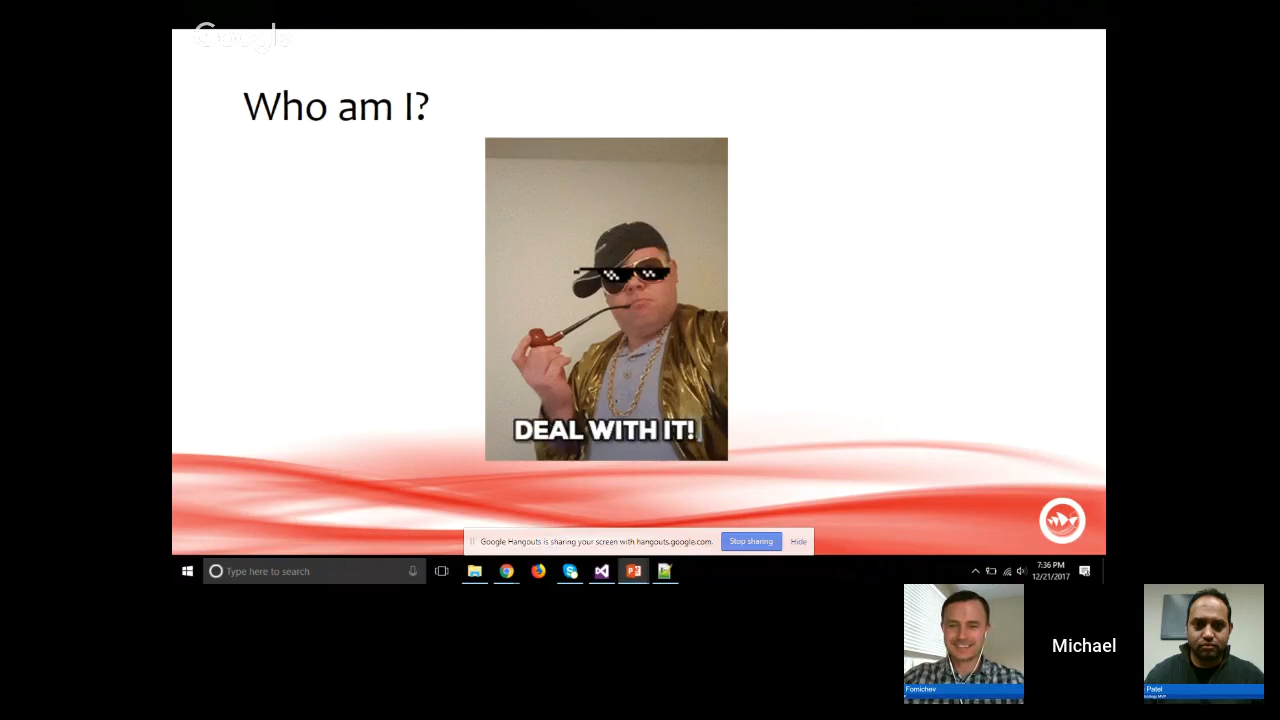 Google
Who am I?
DEAL WITH IT!
Google Hangouts is sharing your screen with hangouts.google.com.
Stop sharing
Hide
Type here to search
7:36 PM
12/21/2017
Fomichev
Michael
Patel